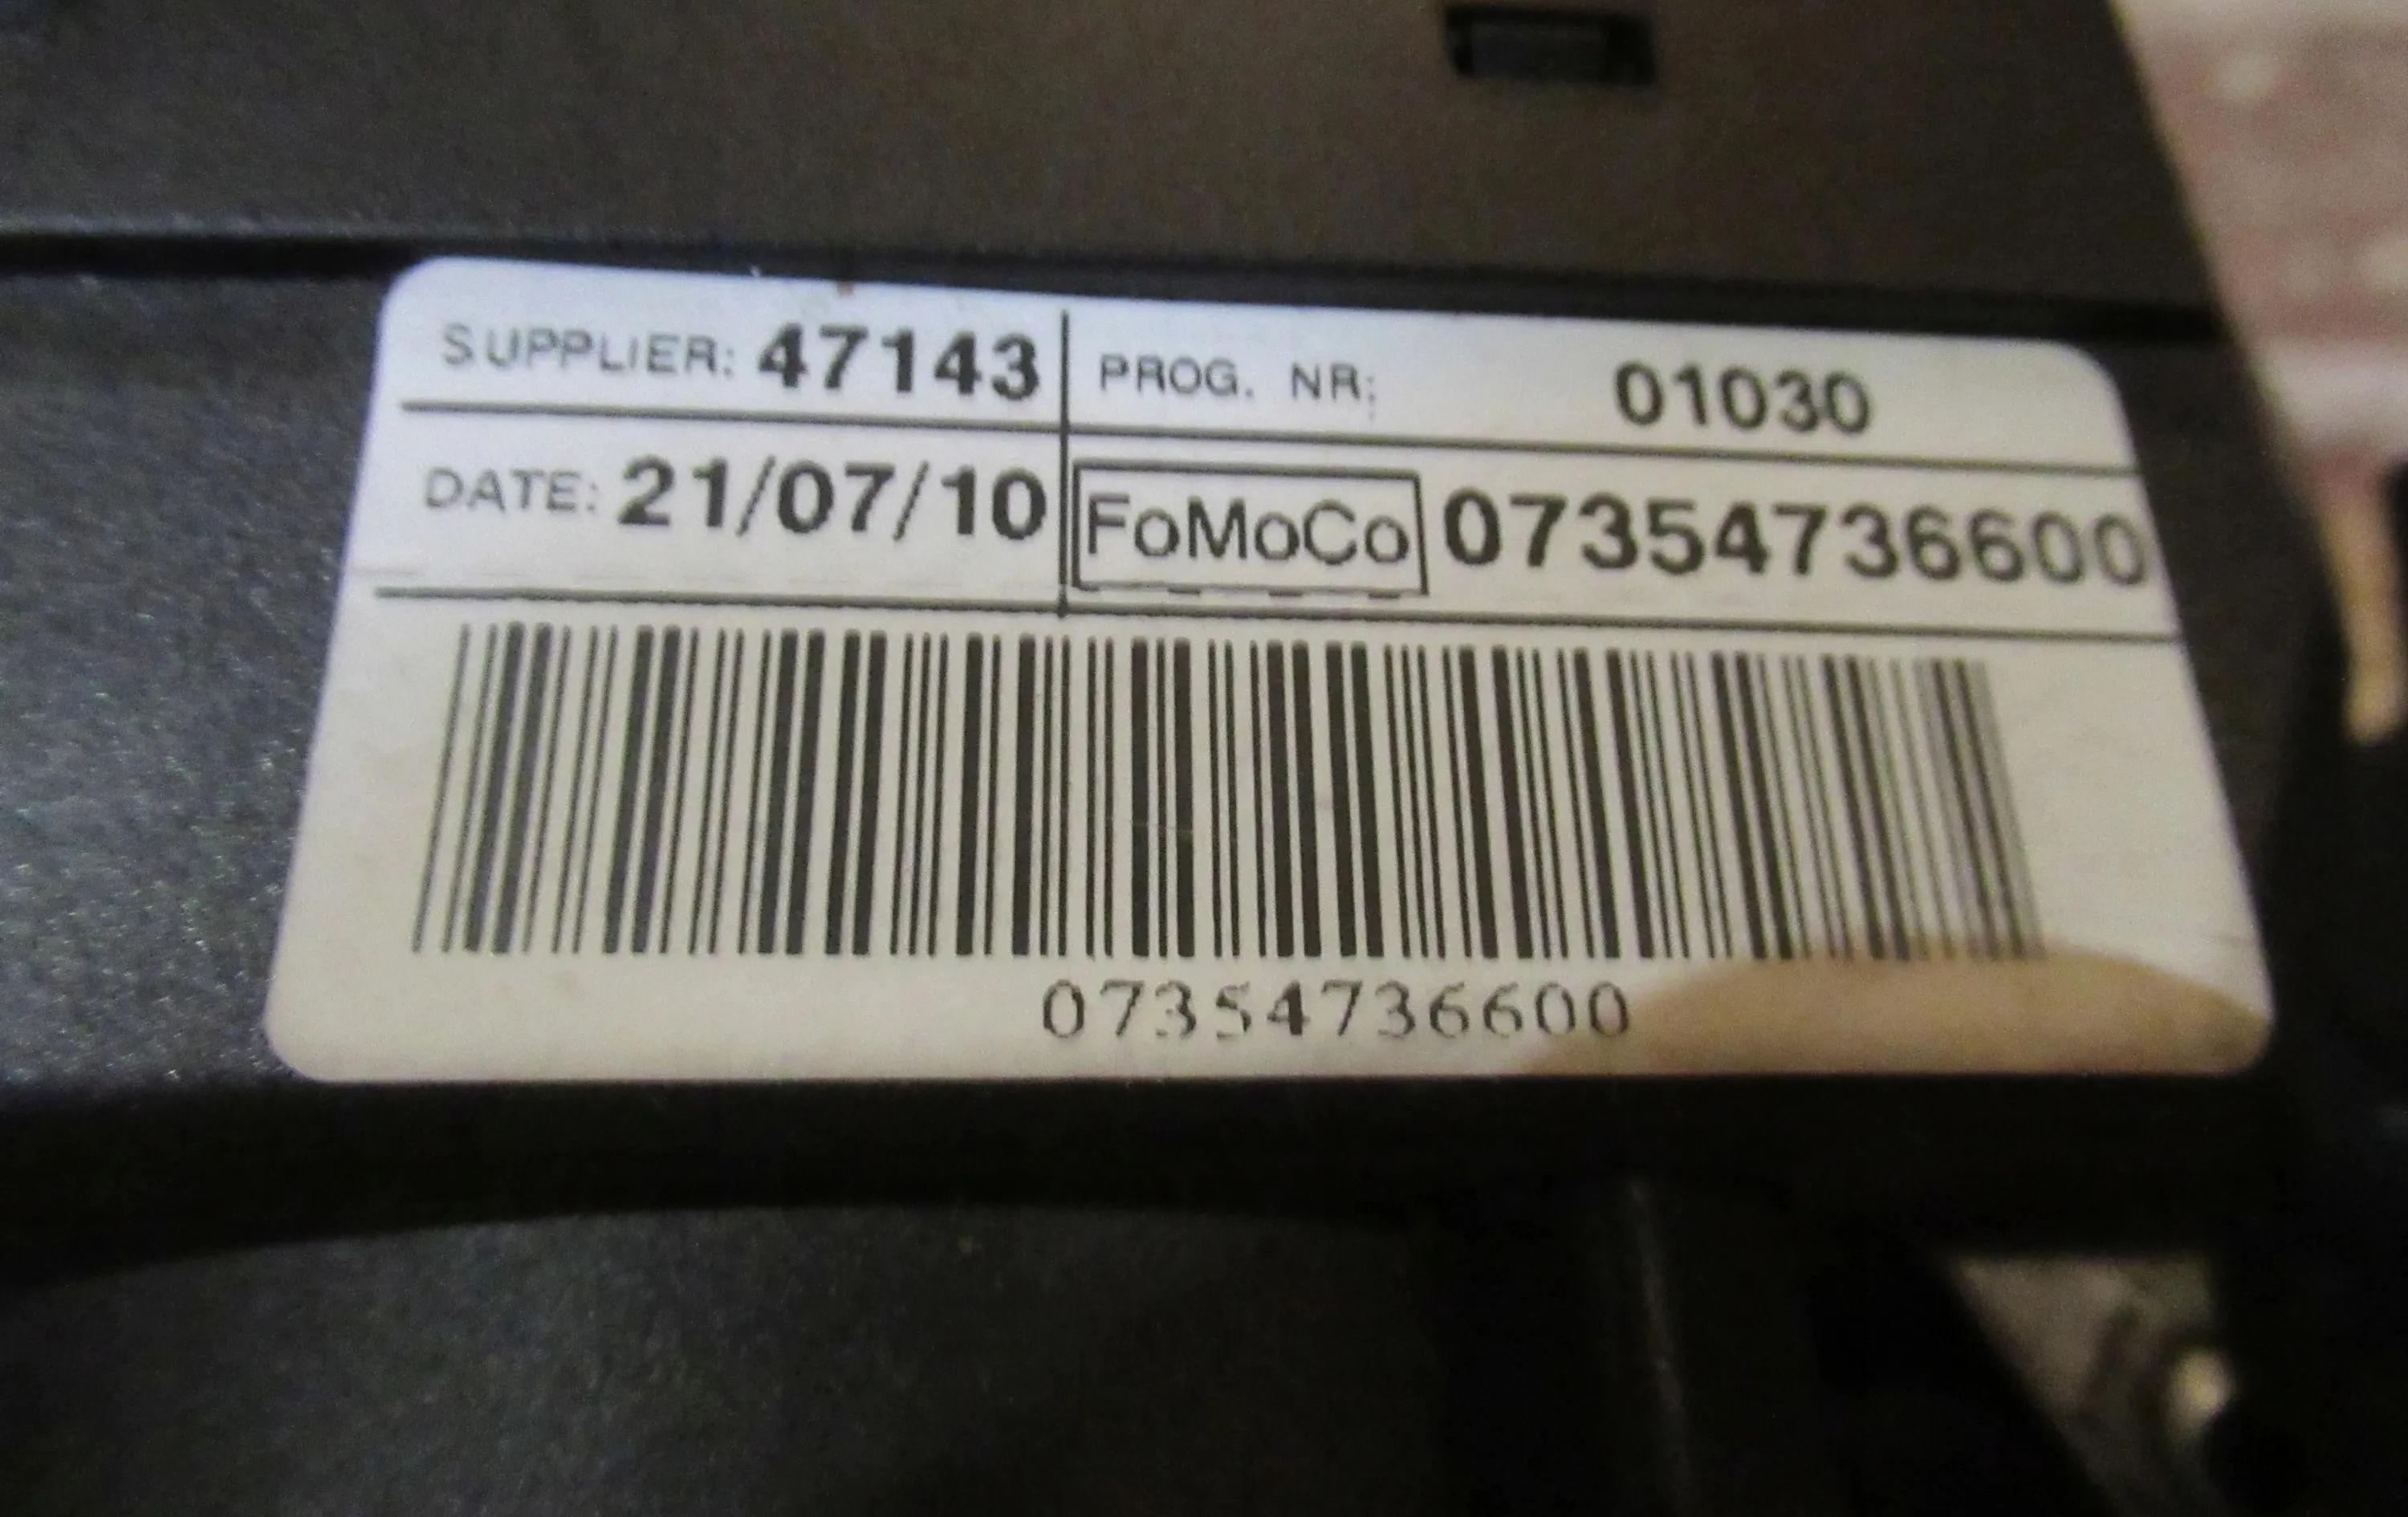 SUPPLIER: 47143 PROG. NR: 01030
DATE: 21/07/10 FoMoCo 07354736600
07354736600